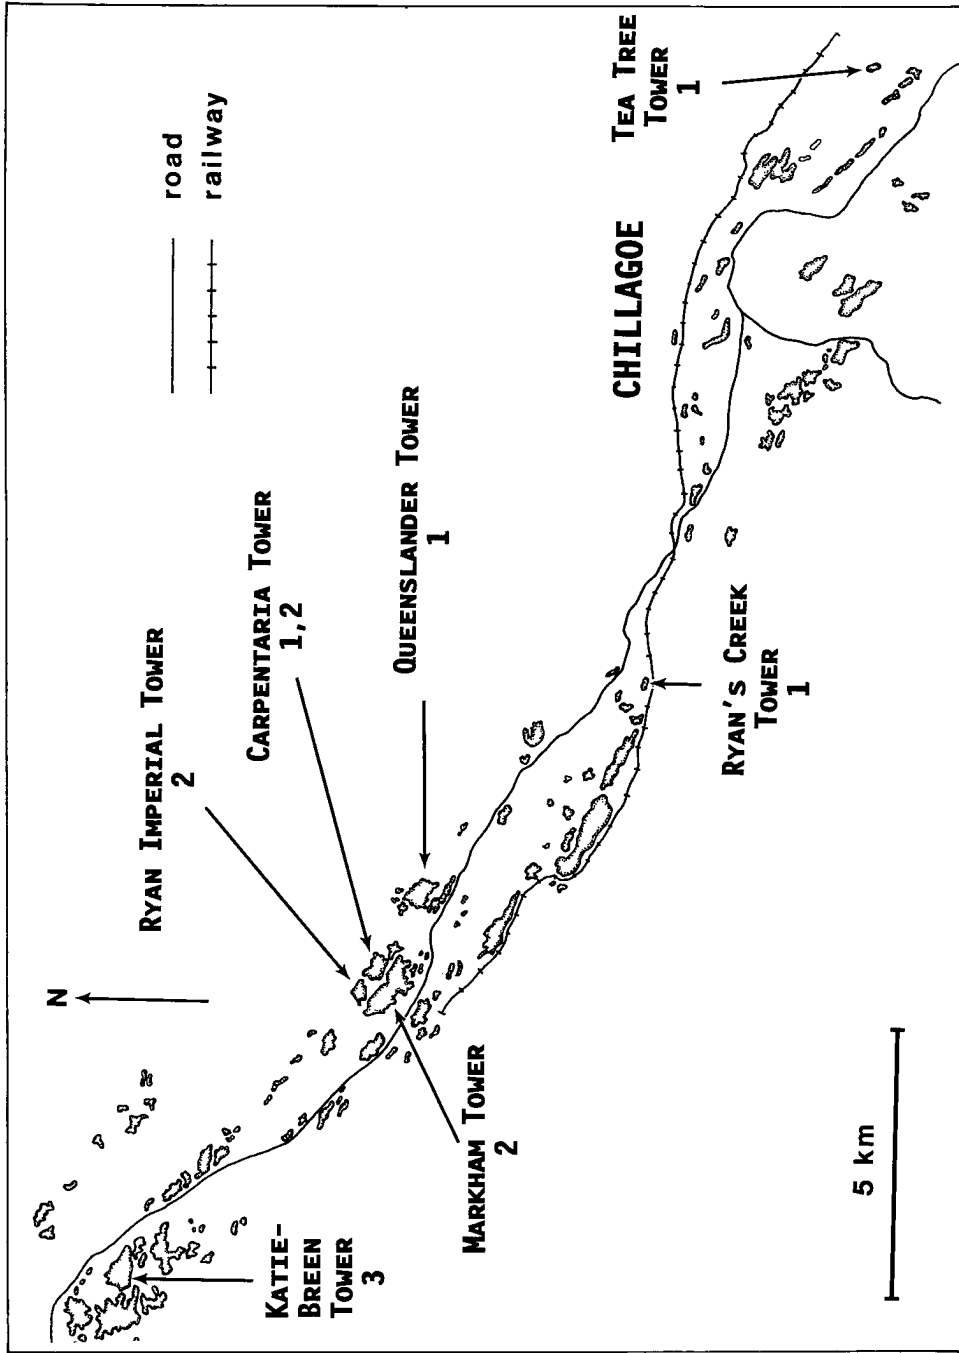 N
road
railway
RYAN IMPERIAL TOWER
2
CARPENTARIA TOWER
1,2
QUEENSLANDER TOWER
1
KATIE-
BREEN
TOWER
3
MARKHAM TOWER
2
CHILLAGOE
TEA TREE
TOWER
1
RYAN'S CREEK
TOWER
1
5 km